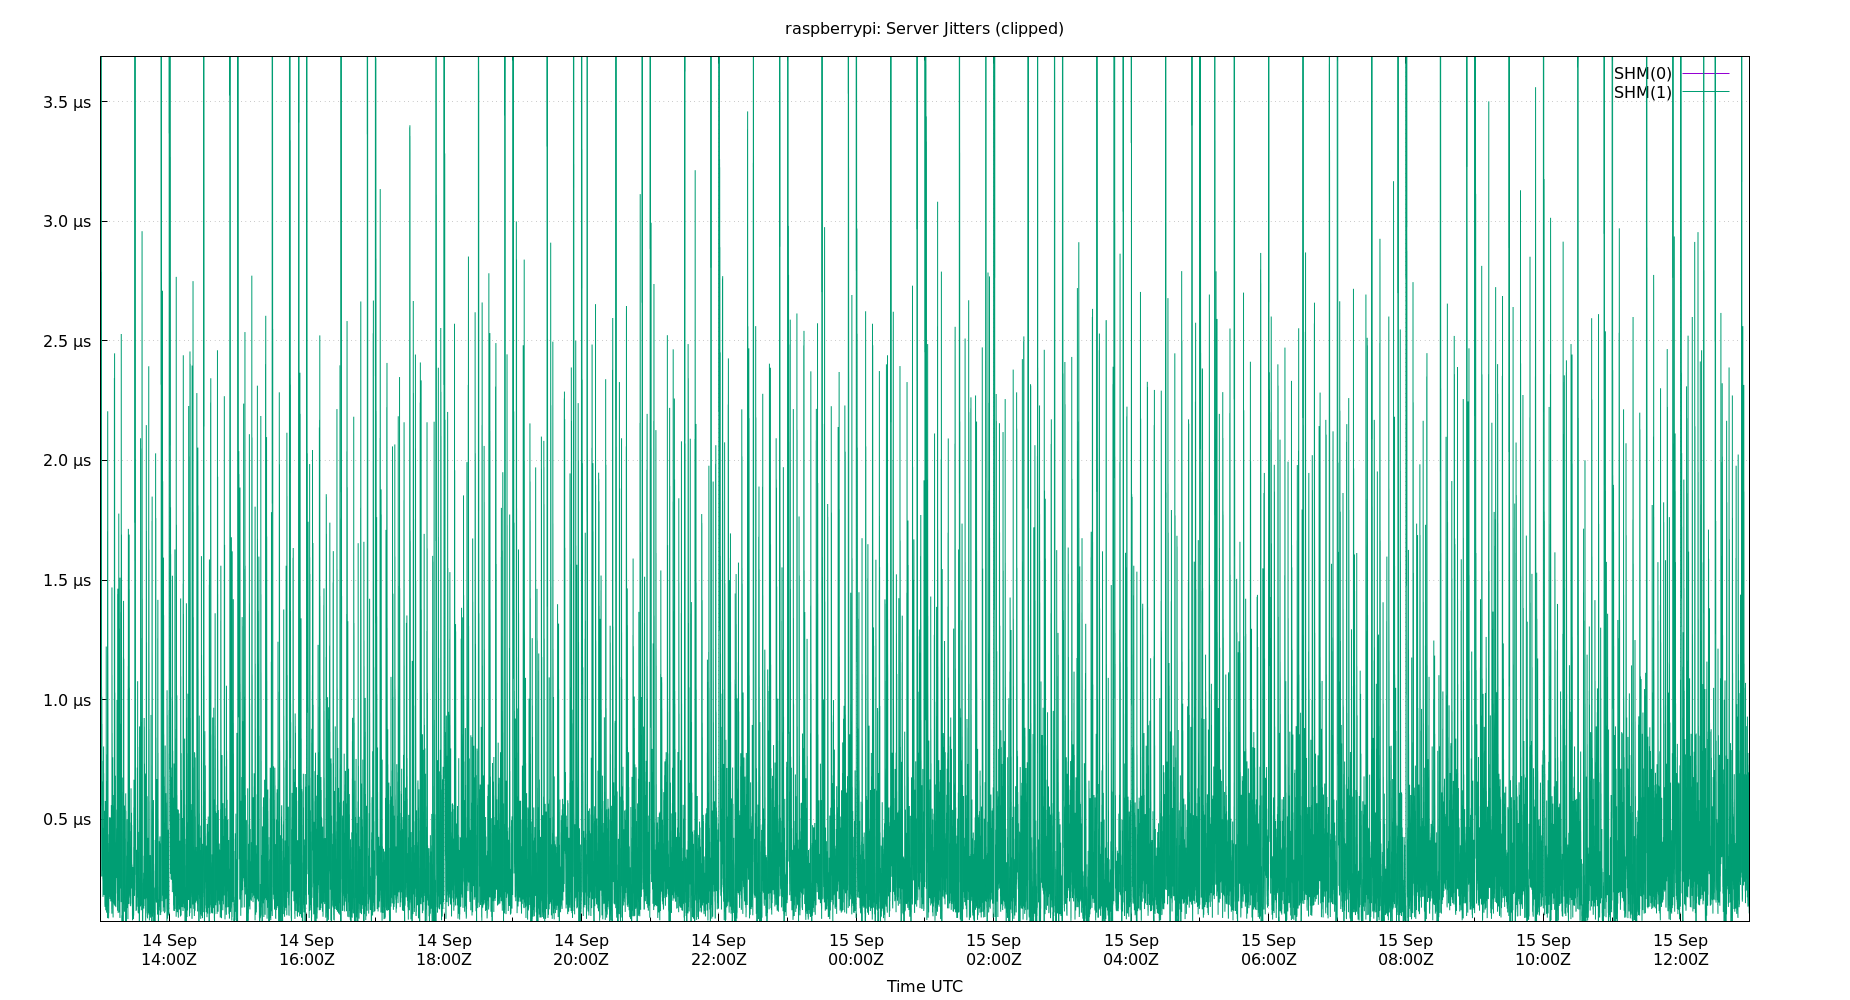 raspberrypi: Server Jitters (clipped)
SHM(0)
SHM(1)
3.5 µs
3.0 µs
2.5 µs
2.0 µs
1.5 µs
1.0 µs
0.5 µs
14 Sep 14 Sep 14 Sep 14 Sep 14 Sep 15 Sep 15 Sep 15 Sep 15 Sep 15 Sep 15 Sep 15 Sep
14:00Z 16:00Z 18:00Z 20:00Z 22:00Z 00:00Z 02:00Z 04:00Z 06:00Z 08:00Z 10:00Z 12:00Z
Time UTC